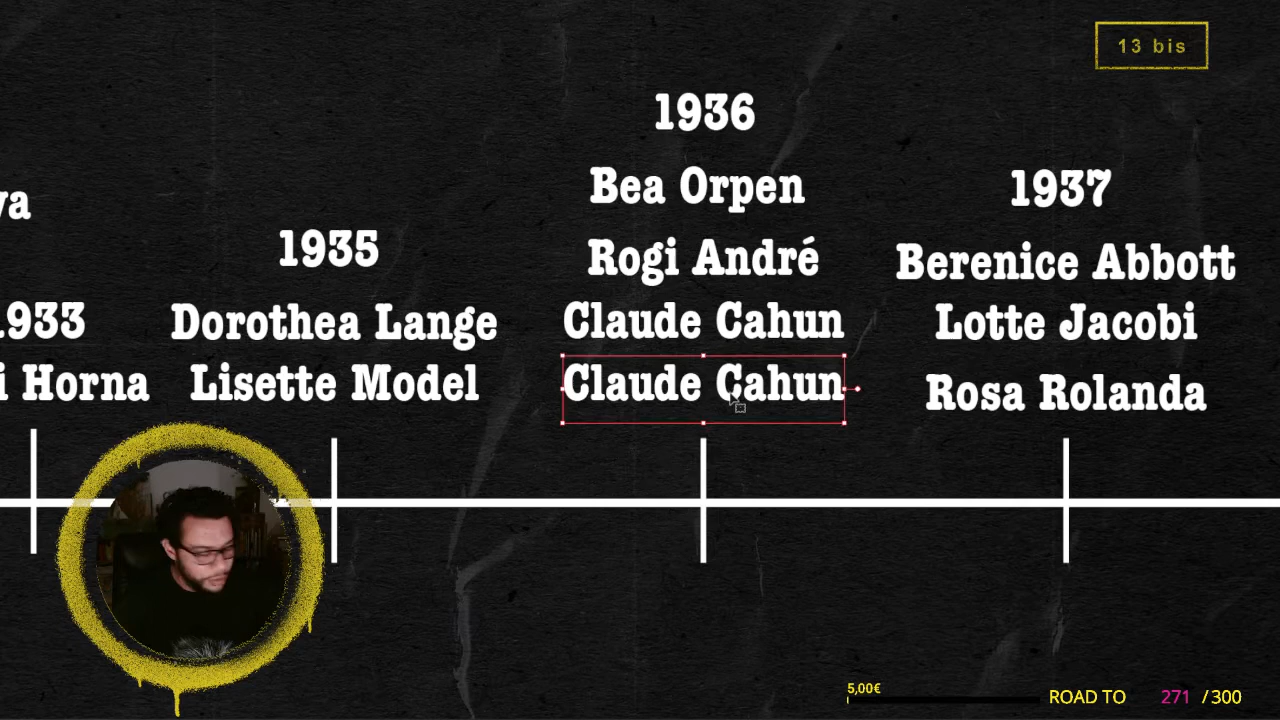 13 bis
va
1933
i Horna
1935
Dorothea Lange
Lisette Model
1936
Bea Orpen
Rogi André
Claude Cahun
Claude Cahun
1937
Berenice Abbott
Lotte Jacobi
Rosa Rolanda
5,00€
ROAD TO 271 / 300